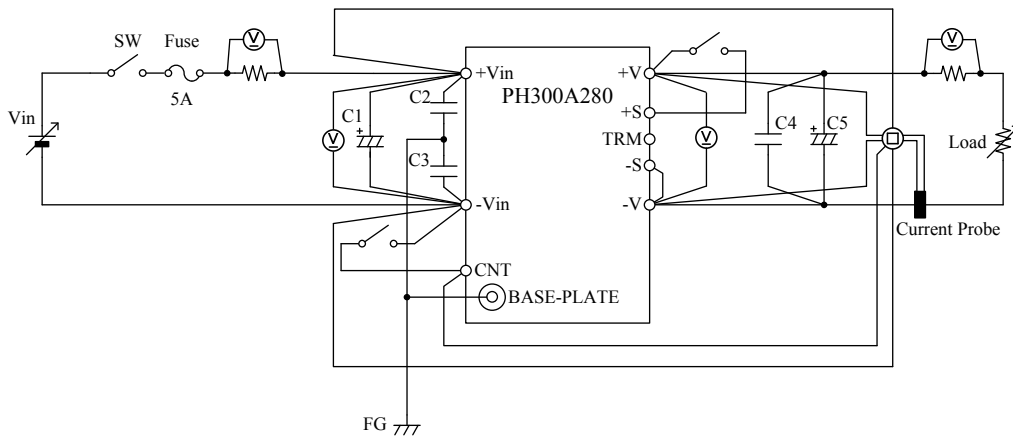 SW Fuse
5A
Vin
V
V
C1
+
+Vin
C2
C3
-Vin
CNT
BASE-PLATE
FG
PH300A280
+V
+S
TRM
-S
-V
V
C4
+
C5
V
Load
Current Probe